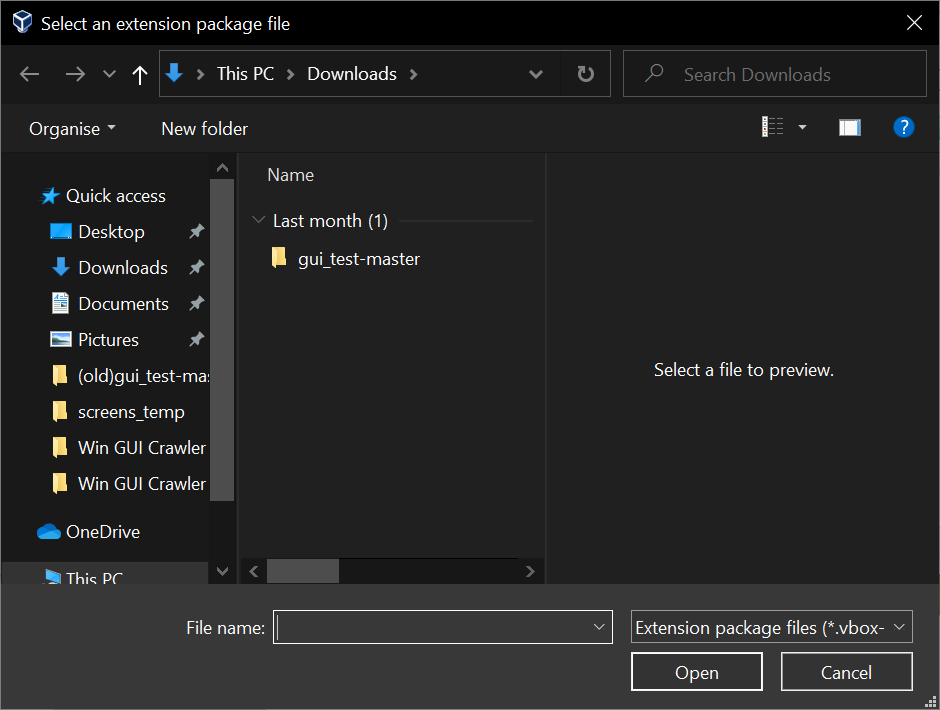 Select an extension package file
This PC Downloads
Search Downloads
Organise New folder
?
Name
Quick access
Desktop
Downloads
Documents
Pictures
(old)gui_test-mas
screens_temp
Win GUI Crawler
Win GUI Crawler
OneDrive
This PC
Last month (1)
gui_test-master
Select a file to preview.
File name:
Extension package files (*.vbox-
Open Cancel